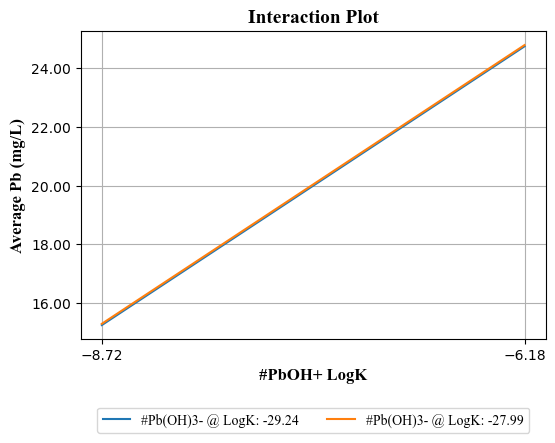 Interaction Plot
24.00
22.00
20.00
18.00
16.00
Average Pb (mg/L)
−8.72
−6.18
#PbOH+ LogK
#Pb(OH)3- @ LogK: -29.24
#Pb(OH)3- @ LogK: -27.99